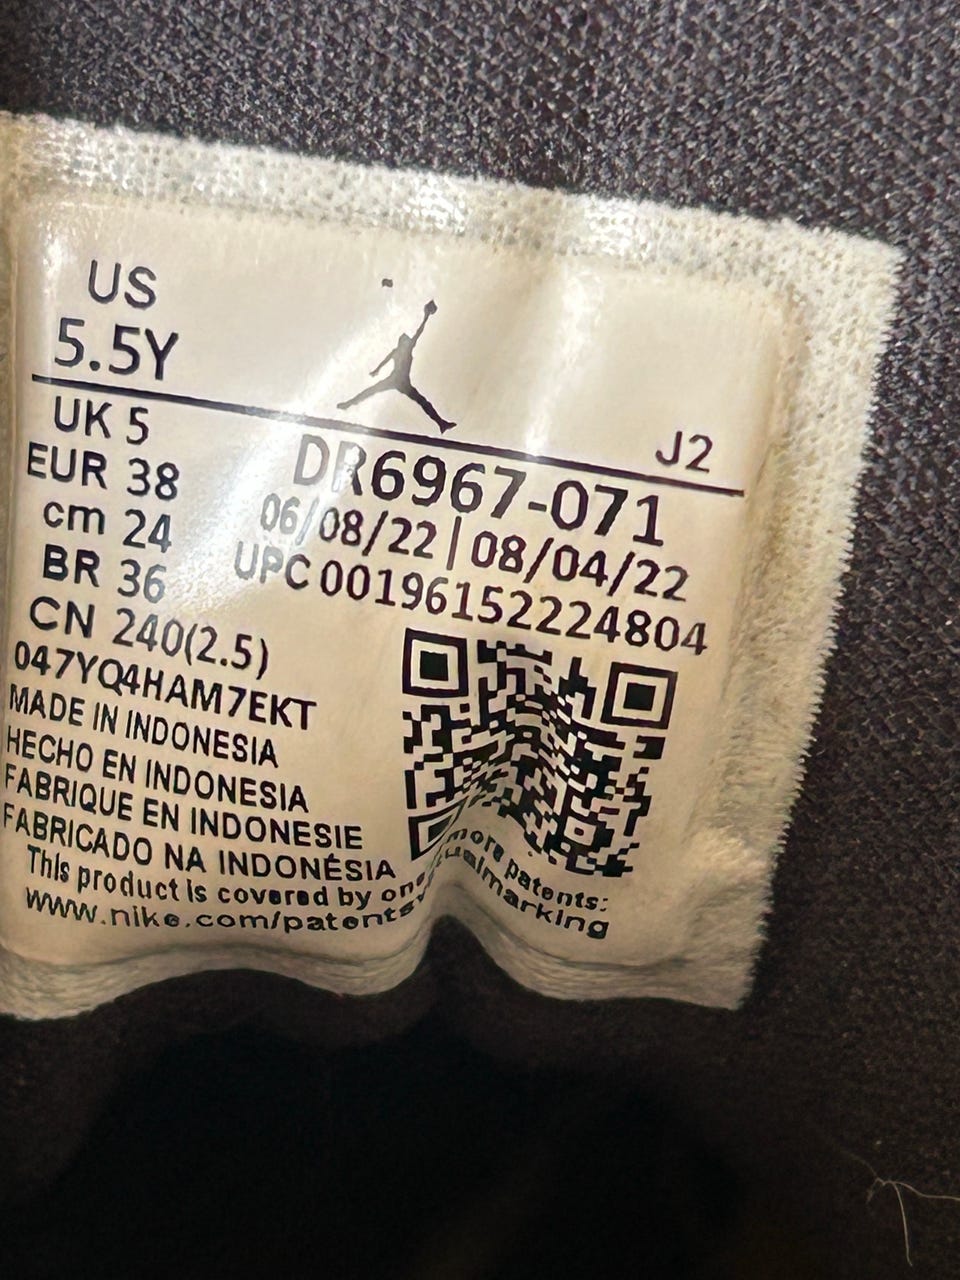 US
5.5Y
J2
UK 5
EUR 38
cm 24
BR 36
CN 240(2.5)
DR6967-071
06/08/22 | 08/04/22
UPC 00196152224804
047YQ4HAM7EKT
MADE IN INDONESIA
HECHO EN INDONESIA
FABRIQUE EN INDONESIE
FABRICADO NA INDONÉSIA
This product is covered by one more patents:
www.nike.com/patents